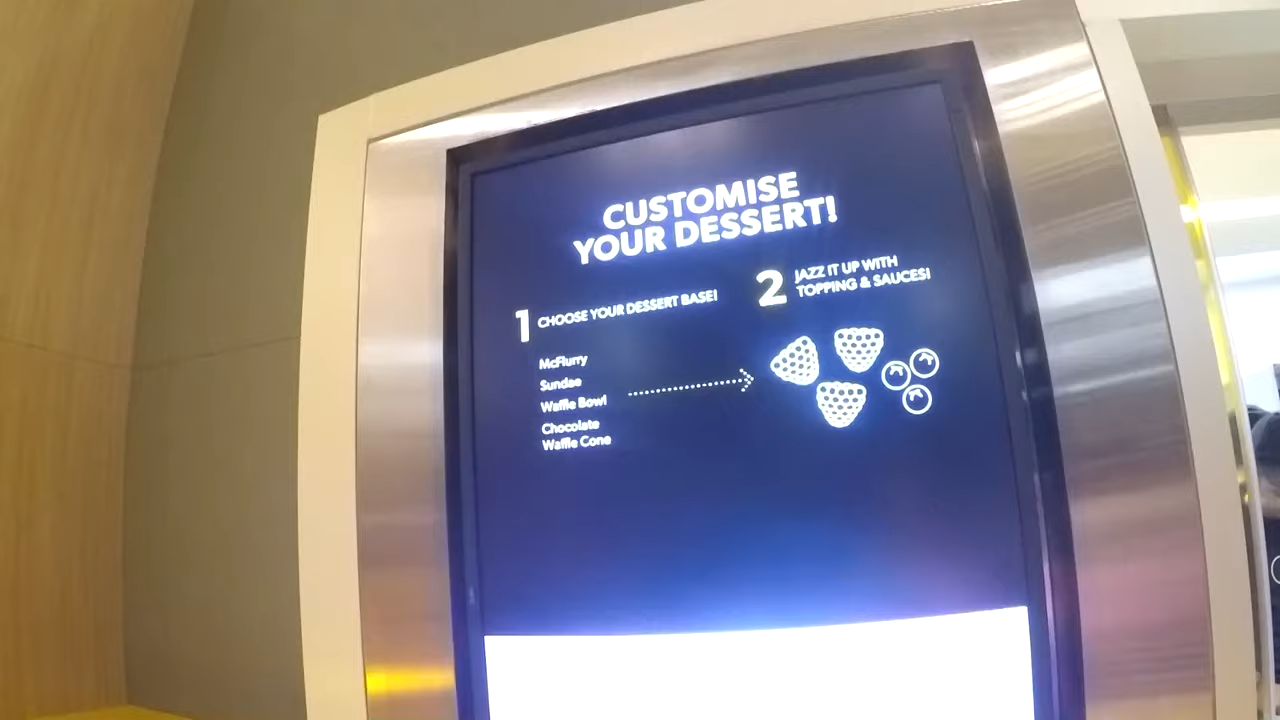 CUSTOMISE
YOUR DESSERT!
1 CHOOSE YOUR DESSERT BASE!
McFlurry
Sundae
Waffle Bowl
Chocolate
Waffle Cone
2 JAZZ IT UP WITH
TOPPING & SAUCES!